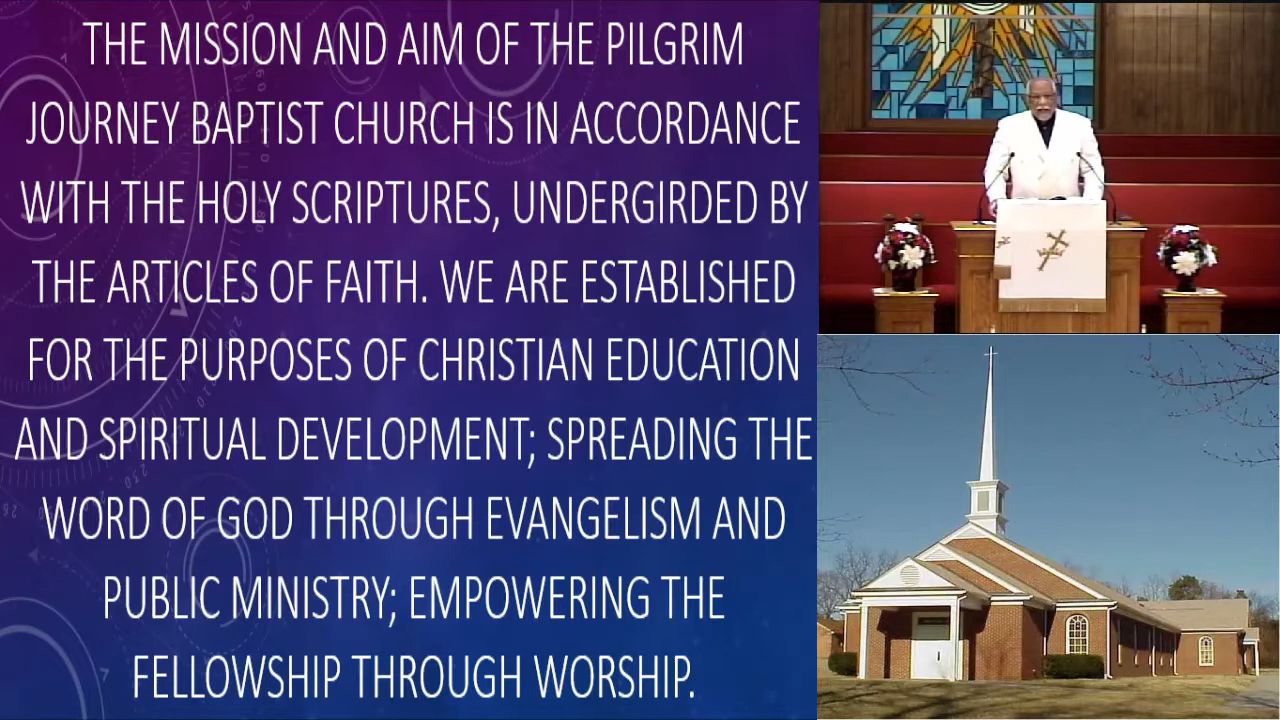 THE MISSION AND AIM OF THE PILGRIM
JOURNEY BAPTIST CHURCH IS IN ACCORDANCE
WITH THE HOLY SCRIPTURES, UNDERGIRDED BY
THE ARTICLES OF FAITH. WE ARE ESTABLISHED
FOR THE PURPOSES OF CHRISTIAN EDUCATION
AND SPIRITUAL DEVELOPMENT; SPREADING THE
WORD OF GOD THROUGH EVANGELISM AND
PUBLIC MINISTRY; EMPOWERING THE
FELLOWSHIP THROUGH WORSHIP.